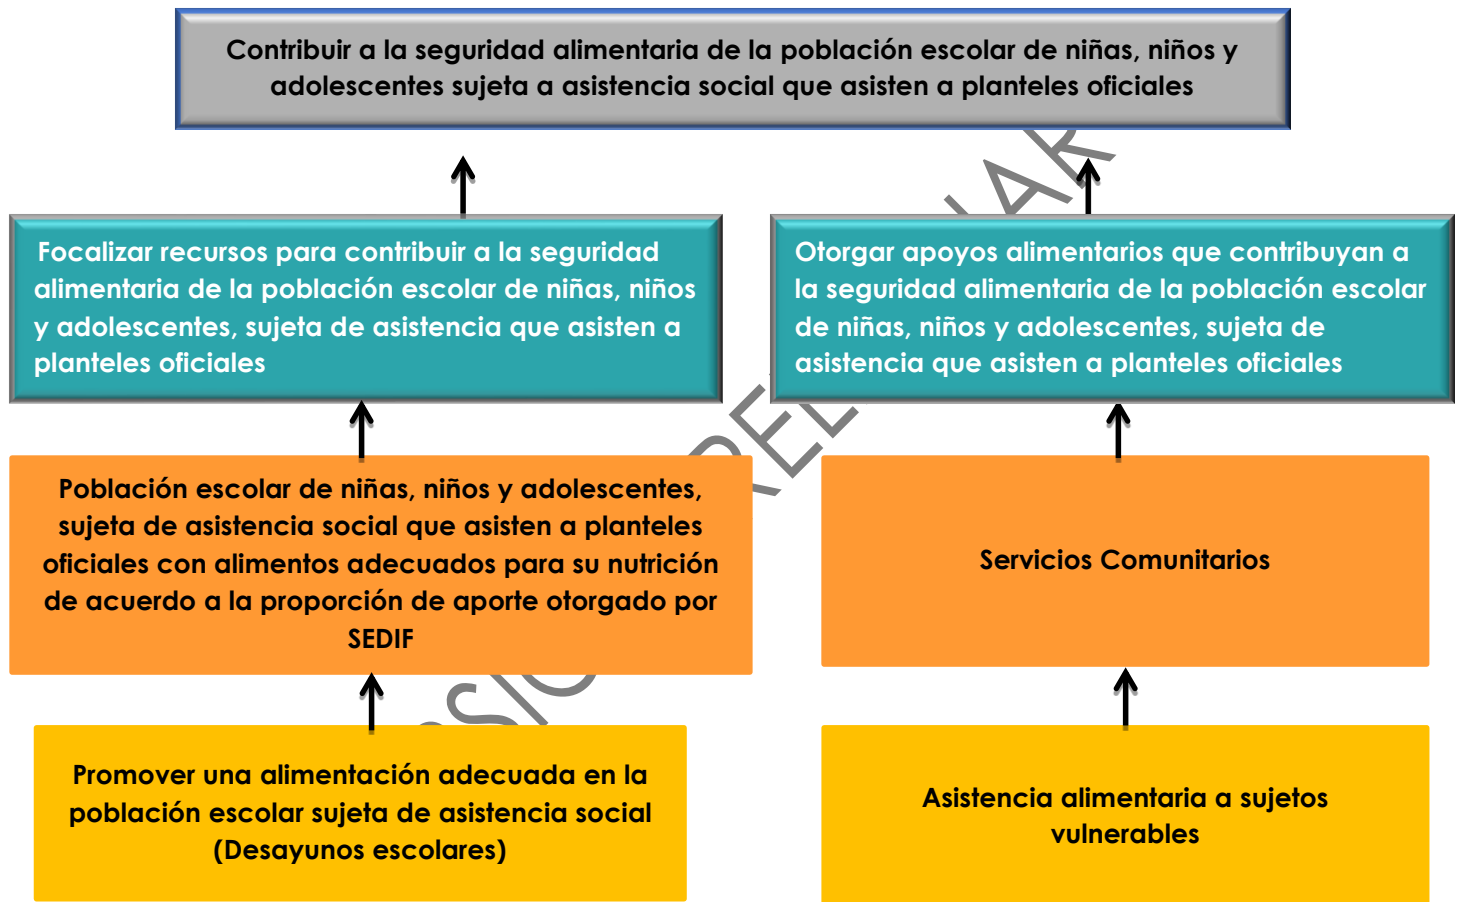 Contribuir a la seguridad alimentaria de la población escolar de niñas, niños y
adolescentes sujeta a asistencia social que asisten a planteles oficiales
Focalizar recursos para contribuir a la seguridad
alimentaria de la población escolar de niñas, niños
y adolescentes, sujeta de asistencia que asisten a
planteles oficiales
Otorgar apoyos alimentarios que contribuyan a
la seguridad alimentaria de la población escolar
de niñas, niños y adolescentes, sujeta de
asistencia que asisten a planteles oficiales
Población escolar de niñas, niños y adolescentes,
sujeta de asistencia social que asisten a planteles
oficiales con alimentos adecuados para su nutrición
de acuerdo a la proporción de aporte otorgado por
SEDIF
Servicios Comunitarios
Promover una alimentación adecuada en la
población escolar sujeta de asistencia social
(Desayunos escolares)
Asistencia alimentaria a sujetos
vulnerables